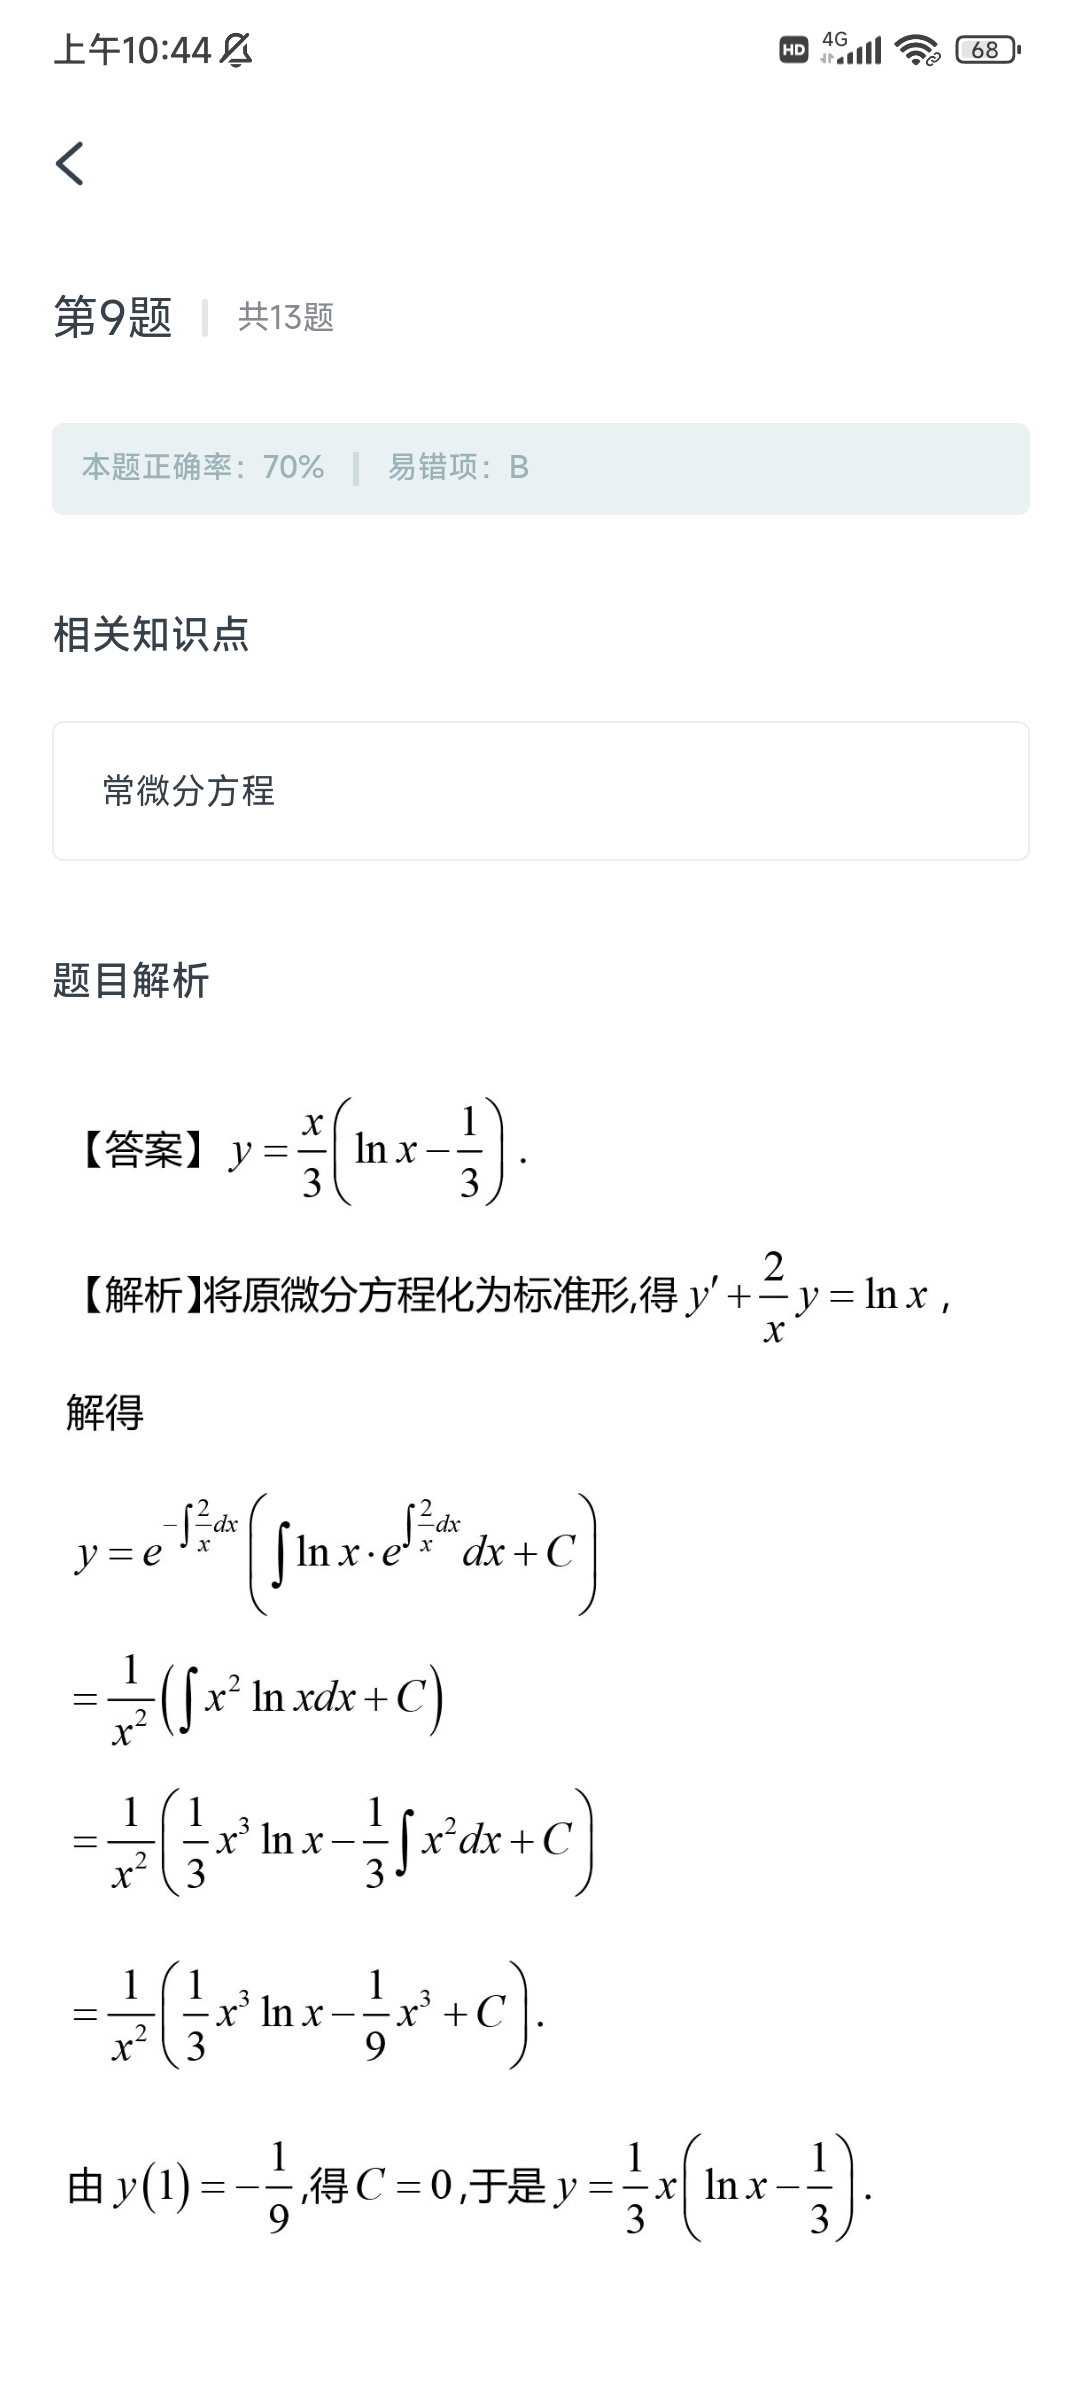 上午10:44 HD 4G 68
第9题 共13题
本题正确率：70% 易错项：B
相关知识点
常微分方程
题目解析
【答案】 y = \frac{x}{3}\left(\ln x - \frac{1}{3}\right).
【解析】将原微分方程化为标准形,得 y' + \frac{2}{x}y = \ln x ,
解得
y = e^{-\int \frac{2}{x}dx}\left(\int \ln x \cdot e^{\int \frac{2}{x}dx}dx + C\right)
= \frac{1}{x^2}\left(\int x^2 \ln xdx + C\right)
= \frac{1}{x^2}\left(\frac{1}{3}x^3 \ln x - \frac{1}{3}\int x^2 dx + C\right)
= \frac{1}{x^2}\left(\frac{1}{3}x^3 \ln x - \frac{1}{9}x^3 + C\right).
由 y(1) = -\frac{1}{9},得 C = 0,于是 y = \frac{1}{3}x\left(\ln x - \frac{1}{3}\right).